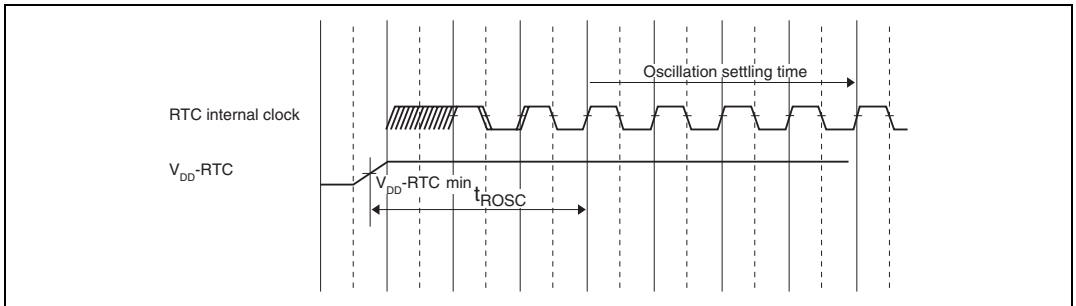 Oscillation settling time
RTC internal clock
VDD-RTC
VDD-RTC min
tROSC